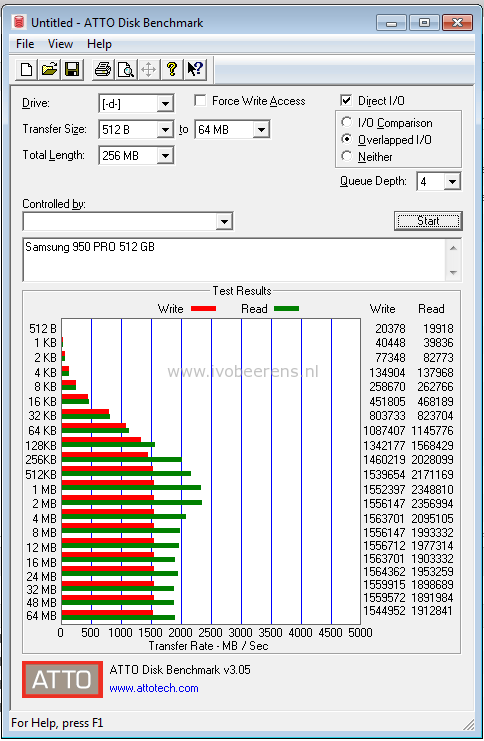 Untitled - ATTO Disk Benchmark
File View Help
Drive: [-d-] Force Write Access Direct I/O
Transfer Size: 512 B to 64 MB I/O Comparison
Overlapped I/O
Total Length: 256 MB Neither
Queue Depth: 4
Controlled by:
Start
Samsung 950 PRO 512 GB
Test Results
Write Read Write Read
512 B 20378 19918
1 KB 40448 39836
2 KB 77348 82773
4 KB 134904 137968
www.ivobeerens.nl
8 KB 258670 262766
16 KB 451805 468189
32 KB 803733 823704
64 KB 1087407 1145776
128KB 1342177 1568429
256KB 1460219 2028099
512KB 1539654 2171169
1 MB 1552397 2348810
2 MB 1556147 2356994
4 MB 1563701 2095105
8 MB 1556147 1993332
12 MB 1556712 1977314
16 MB 1563701 1903332
24 MB 1564362 1953259
32 MB 1559915 1898689
48 MB 1559572 1891984
64 MB 1544952 1912841
0 500 1000 1500 2000 2500 3000 3500 4000 4500 5000
Transfer Rate - MB / Sec
ATTO ATTO Disk Benchmark v3.05
www.attotech.com
For Help, press F1